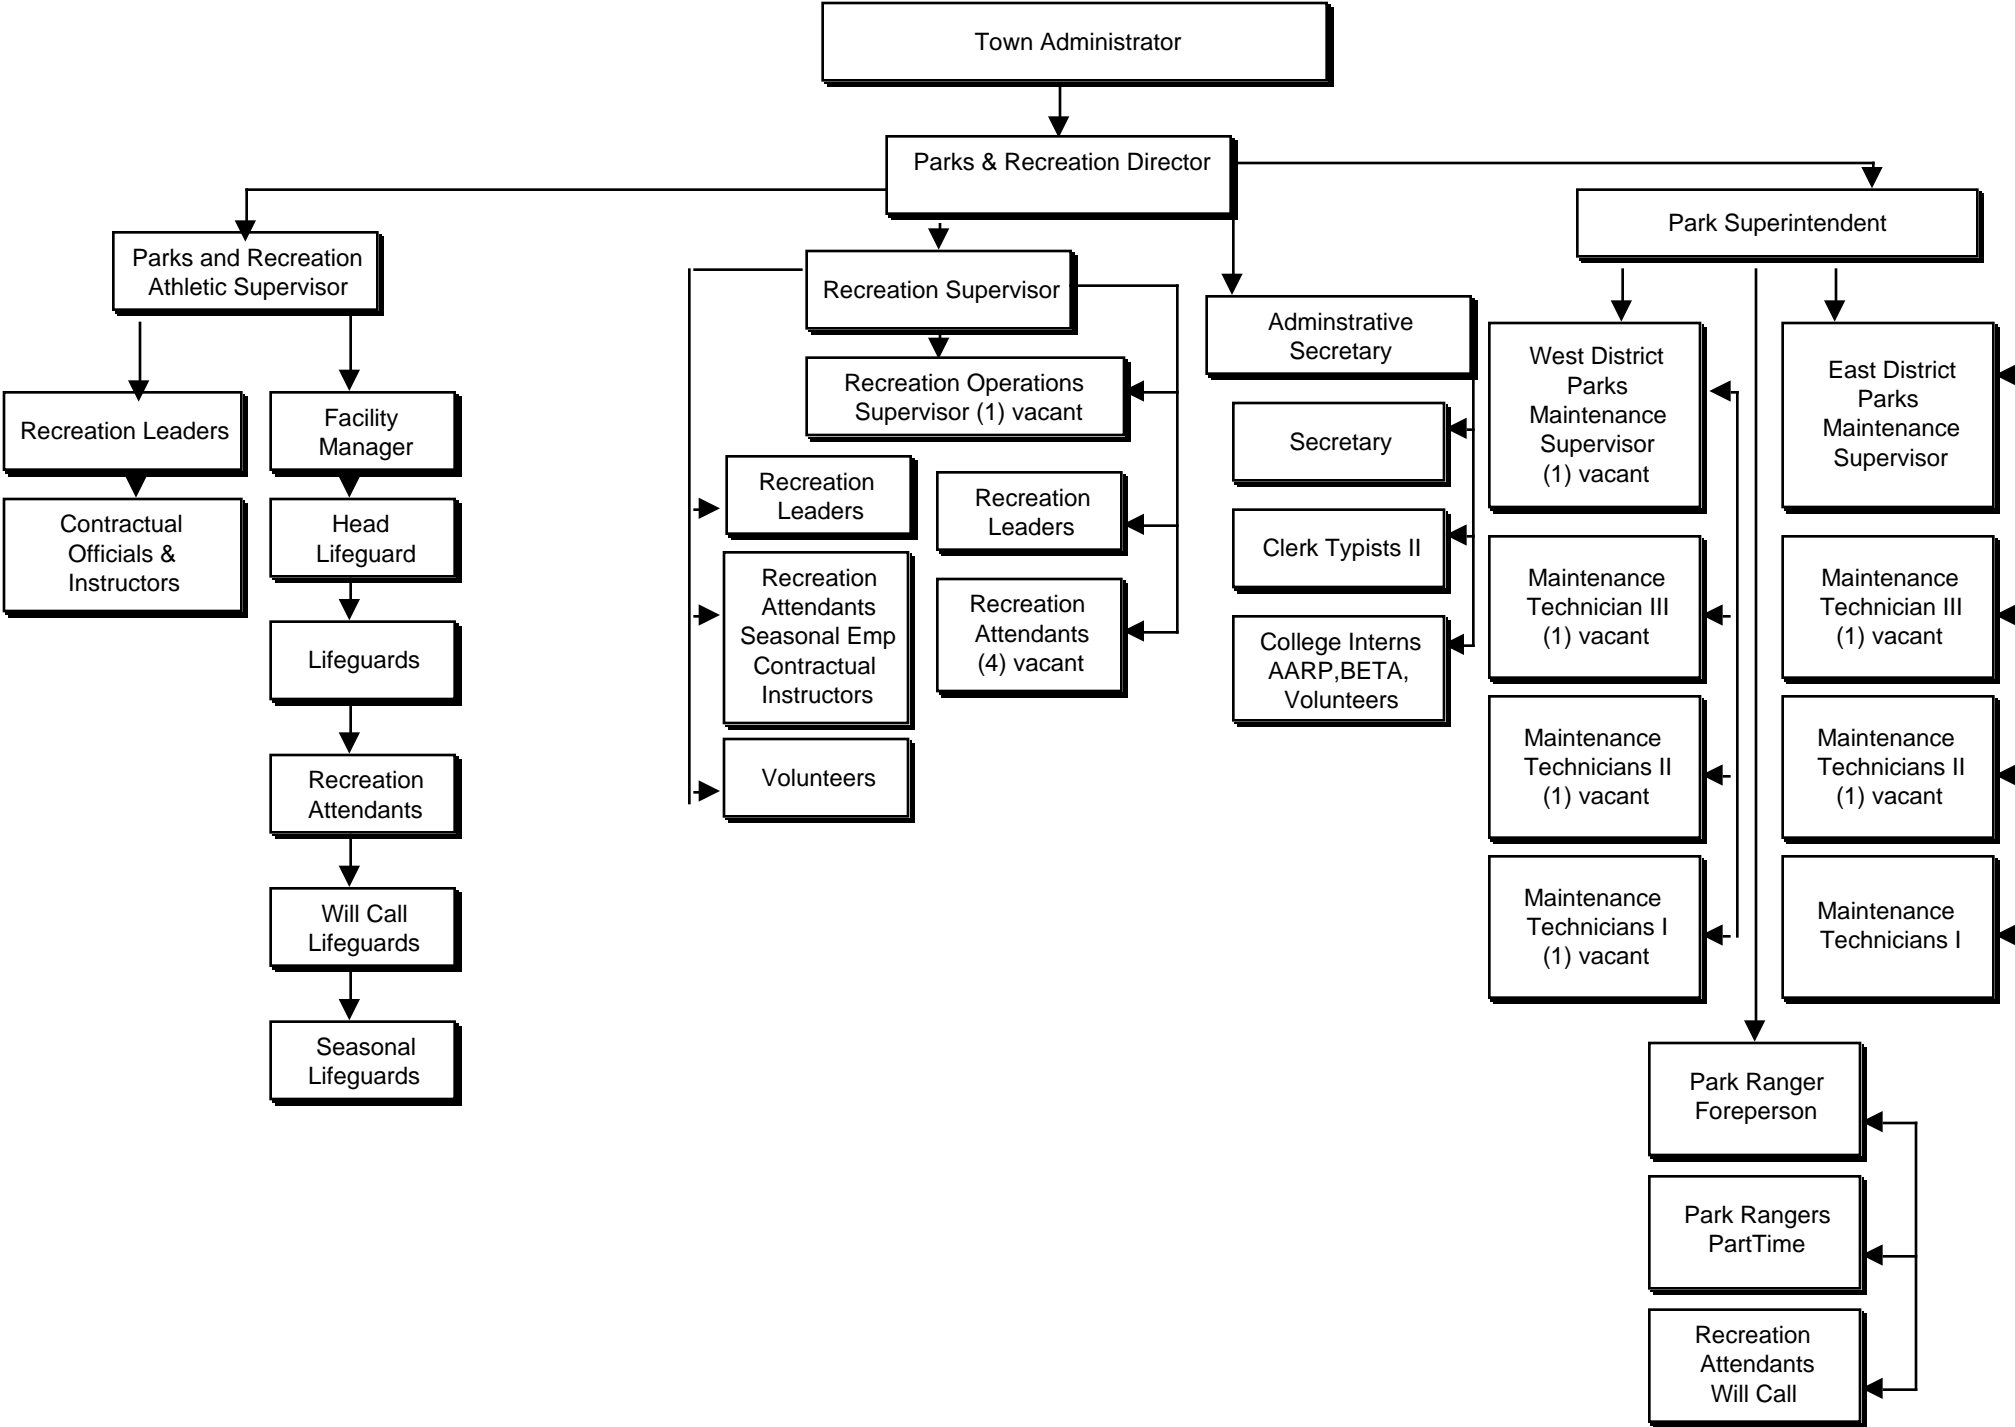 Town Administrator
Parks & Recreation Director
Parks and Recreation
Athletic Supervisor
Recreation Leaders
Contractual
Officials &
Instructors
Facility
Manager
Head
Lifeguard
Lifeguards
Recreation
Attendants
Will Call
Lifeguards
Seasonal
Lifeguards
Recreation Supervisor
Recreation Operations
Supervisor (1) vacant
Recreation
Leaders
Recreation
Attendants
Seasonal Emp
Contractual
Instructors
Volunteers
Recreation
Leaders
Recreation
Attendants
(4) vacant
Adminstrative
Secretary
Secretary
Clerk Typists II
College Interns
AARP,BETA,
Volunteers
Park Superintendent
West District
Parks
Maintenance
Supervisor
(1) vacant
Maintenance
Technician III
(1) vacant
Maintenance
Technicians II
(1) vacant
Maintenance
Technicians I
(1) vacant
East District
Parks
Maintenance
Supervisor
Maintenance
Technician III
(1) vacant
Maintenance
Technicians II
(1) vacant
Maintenance
Technicians I
Park Ranger
Foreperson
Park Rangers
PartTime
Recreation
Attendants
Will Call